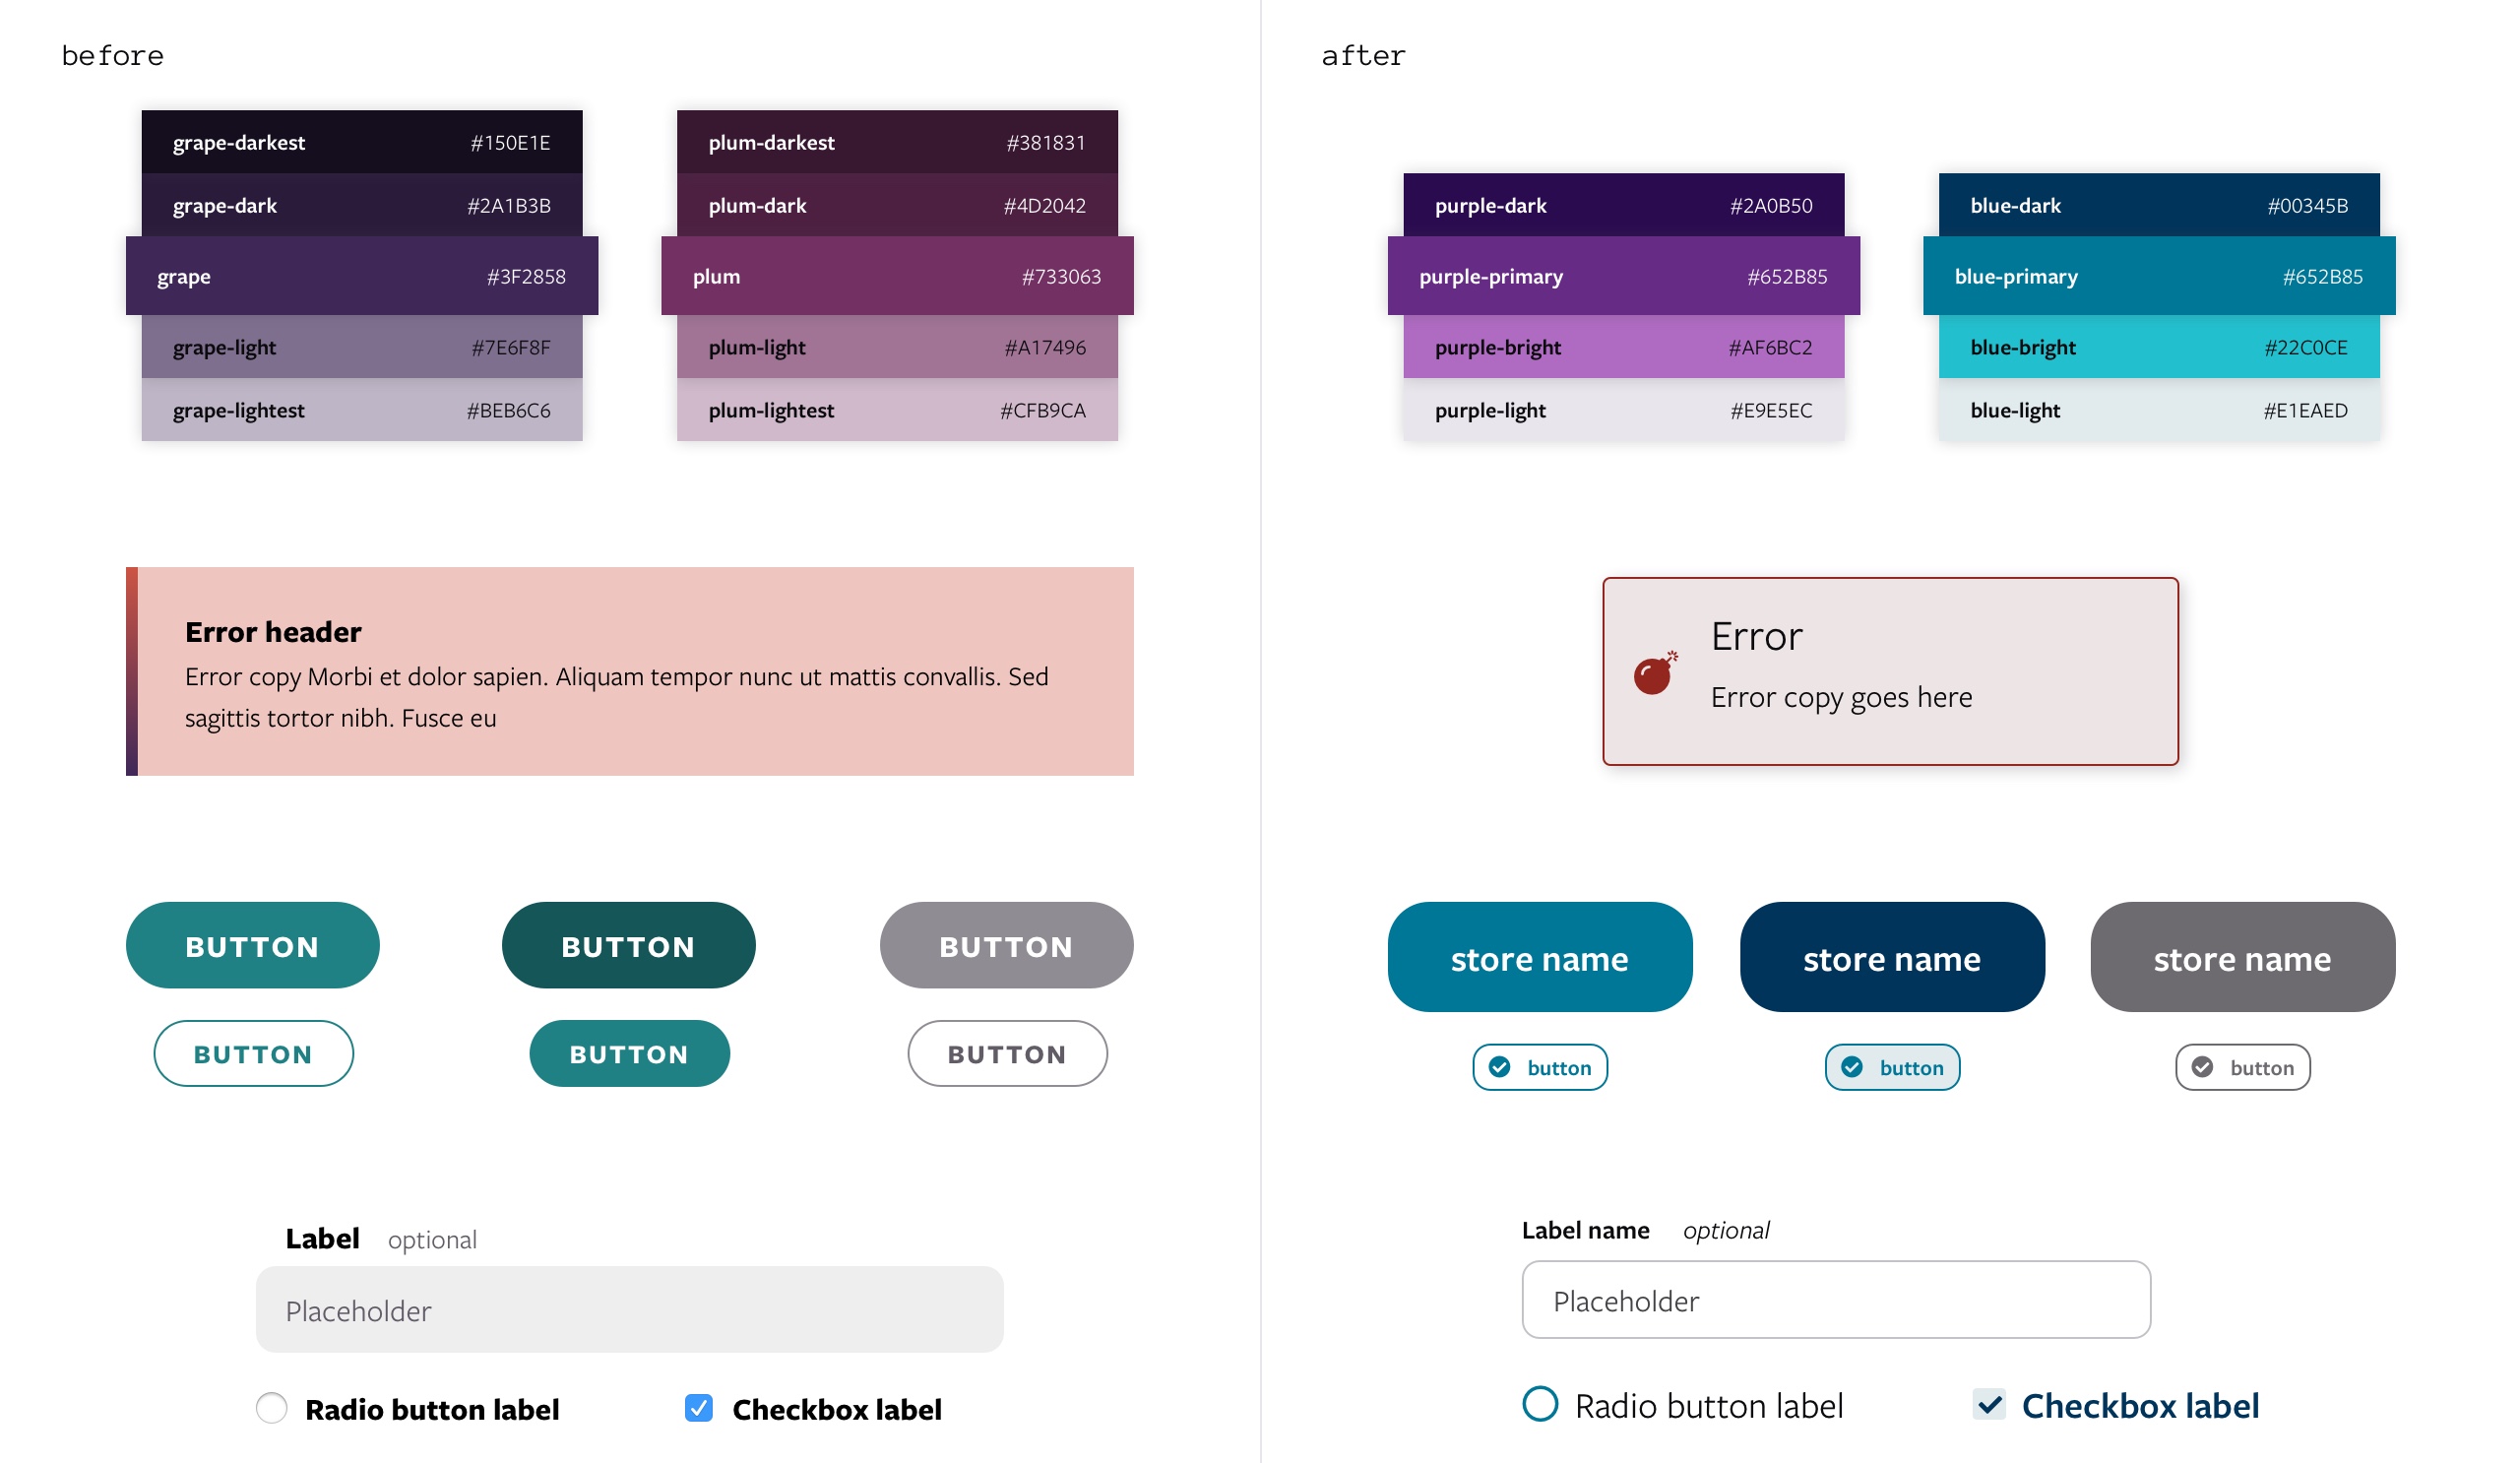 before
grape-darkest #150E1E
grape-dark #2A1B3B
grape #3F2858
grape-light #7E6F8F
grape-lightest #BEB6C6
plum-darkest #381831
plum-dark #4D2042
plum #733063
plum-light #A17496
plum-lightest #CFB9CA
Error header
Error copy Morbi et dolor sapien. Aliquam tempor nunc ut mattis convallis. Sed
sagittis tortor nibh. Fusce eu
BUTTON BUTTON BUTTON
BUTTON BUTTON BUTTON
Label optional
Placeholder
Radio button label Checkbox label
after
purple-dark #2A0B50
purple-primary #652B85
purple-bright #AF6BC2
purple-light #E9E5EC
blue-dark #00345B
blue-primary #652B85
blue-bright #22C0CE
blue-light #E1EAED
Error
Error copy goes here
store name store name store name
button button button
Label name optional
Placeholder
Radio button label Checkbox label